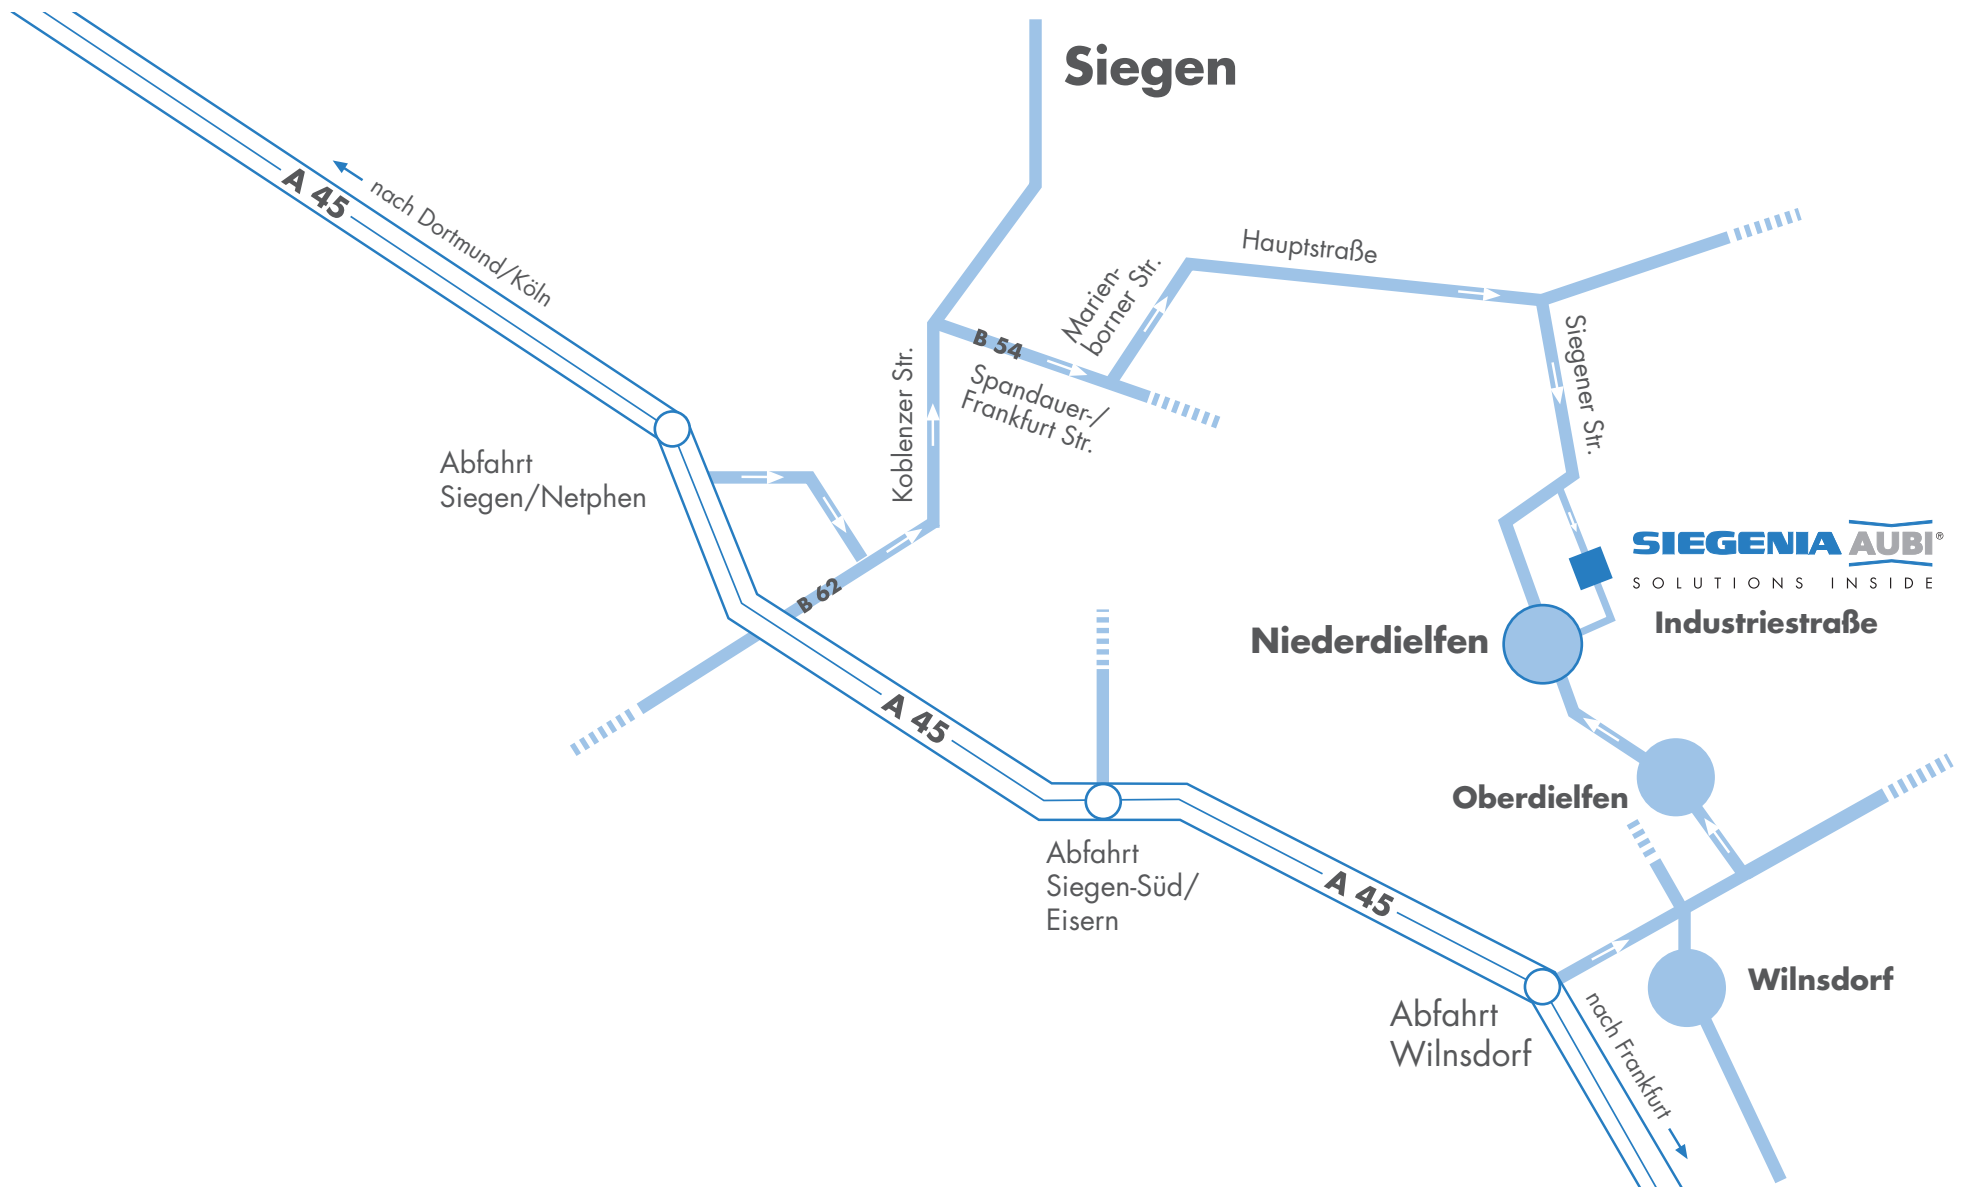 Siegen
A 45
nach Dortmund/Köln
Hauptstraße
Marien-
borner Str.
B 54
Spandauer-/
Frankfurt Str.
Koblenzer Str.
Siegener Str.
Abfahrt
Siegen/Netphen
SIEGENIA AUBI®
SOLUTIONS INSIDE
Industriestraße
B 62
Niederdielfen
A 45
Oberdielfen
Abfahrt
Siegen-Süd/
Eisern
A 45
Wilnsdorf
Abfahrt
Wilnsdorf
nach Frankfurt